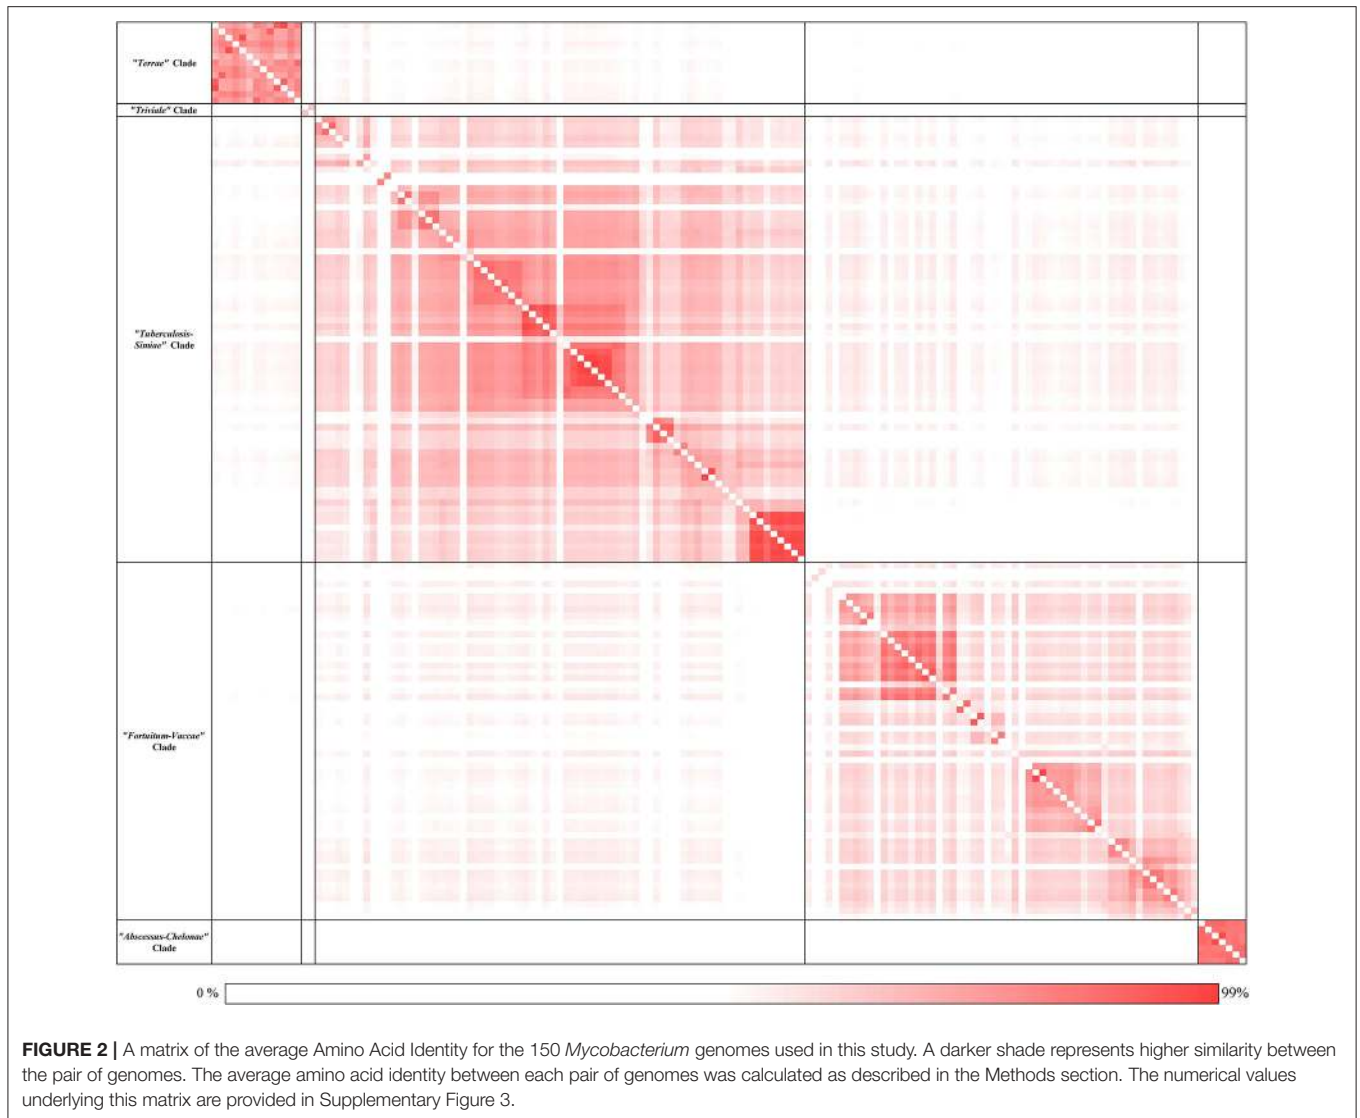 "Terrae" Clade
"Triviale" Clade
"Tuberculosis-
Simiae" Clade
"Fortuitum-Vaccae"
Clade
"Abscessus-Chelonae"
Clade
0 %
99%
FIGURE 2 | A matrix of the average Amino Acid Identity for the 150 Mycobacterium genomes used in this study. A darker shade represents higher similarity between
the pair of genomes. The average amino acid identity between each pair of genomes was calculated as described in the Methods section. The numerical values
underlying this matrix are provided in Supplementary Figure 3.